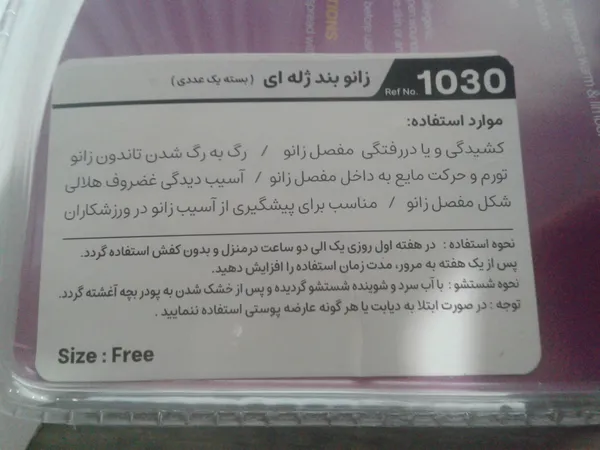 زانو بند ژله ای (بسته یک عددی) Ref No. 1030
موارد استفاده:
کشیدگی و یا دررفتگی مفصل زانو / رگ به رگ شدن تاندون زانو
تورم و حرکت مایع به داخل مفصل زانو / آسیب دیدگی غضروف هلالی
شکل مفصل زانو / مناسب برای پیشگیری از آسیب زانو در ورزشکاران
نحوه استفاده : در هفته اول روزی یک الی دو ساعت درمنزل و بدون کفش استفاده گردد.
پس از یک هفته به مرور، مدت زمان استفاده را افزایش دهید.
نحوه شستشو : با آب سرد و شوینده شستشو گردیده و پس از خشک شدن به پودر بچه آغشته گردد.
توجه : در صورت ابتلا به دیابت یا هر گونه عارضه پوستی استفاده ننمایید .
Size : Free